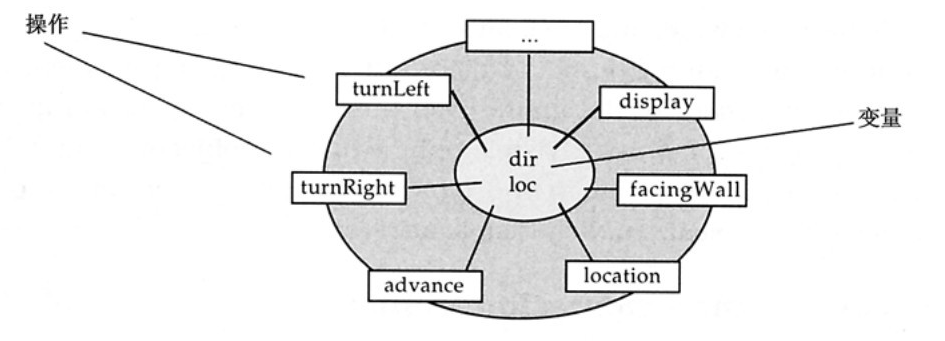 操作
...
turnLeft
display
变量
dir
loc
turnRight
facingWall
advance
location